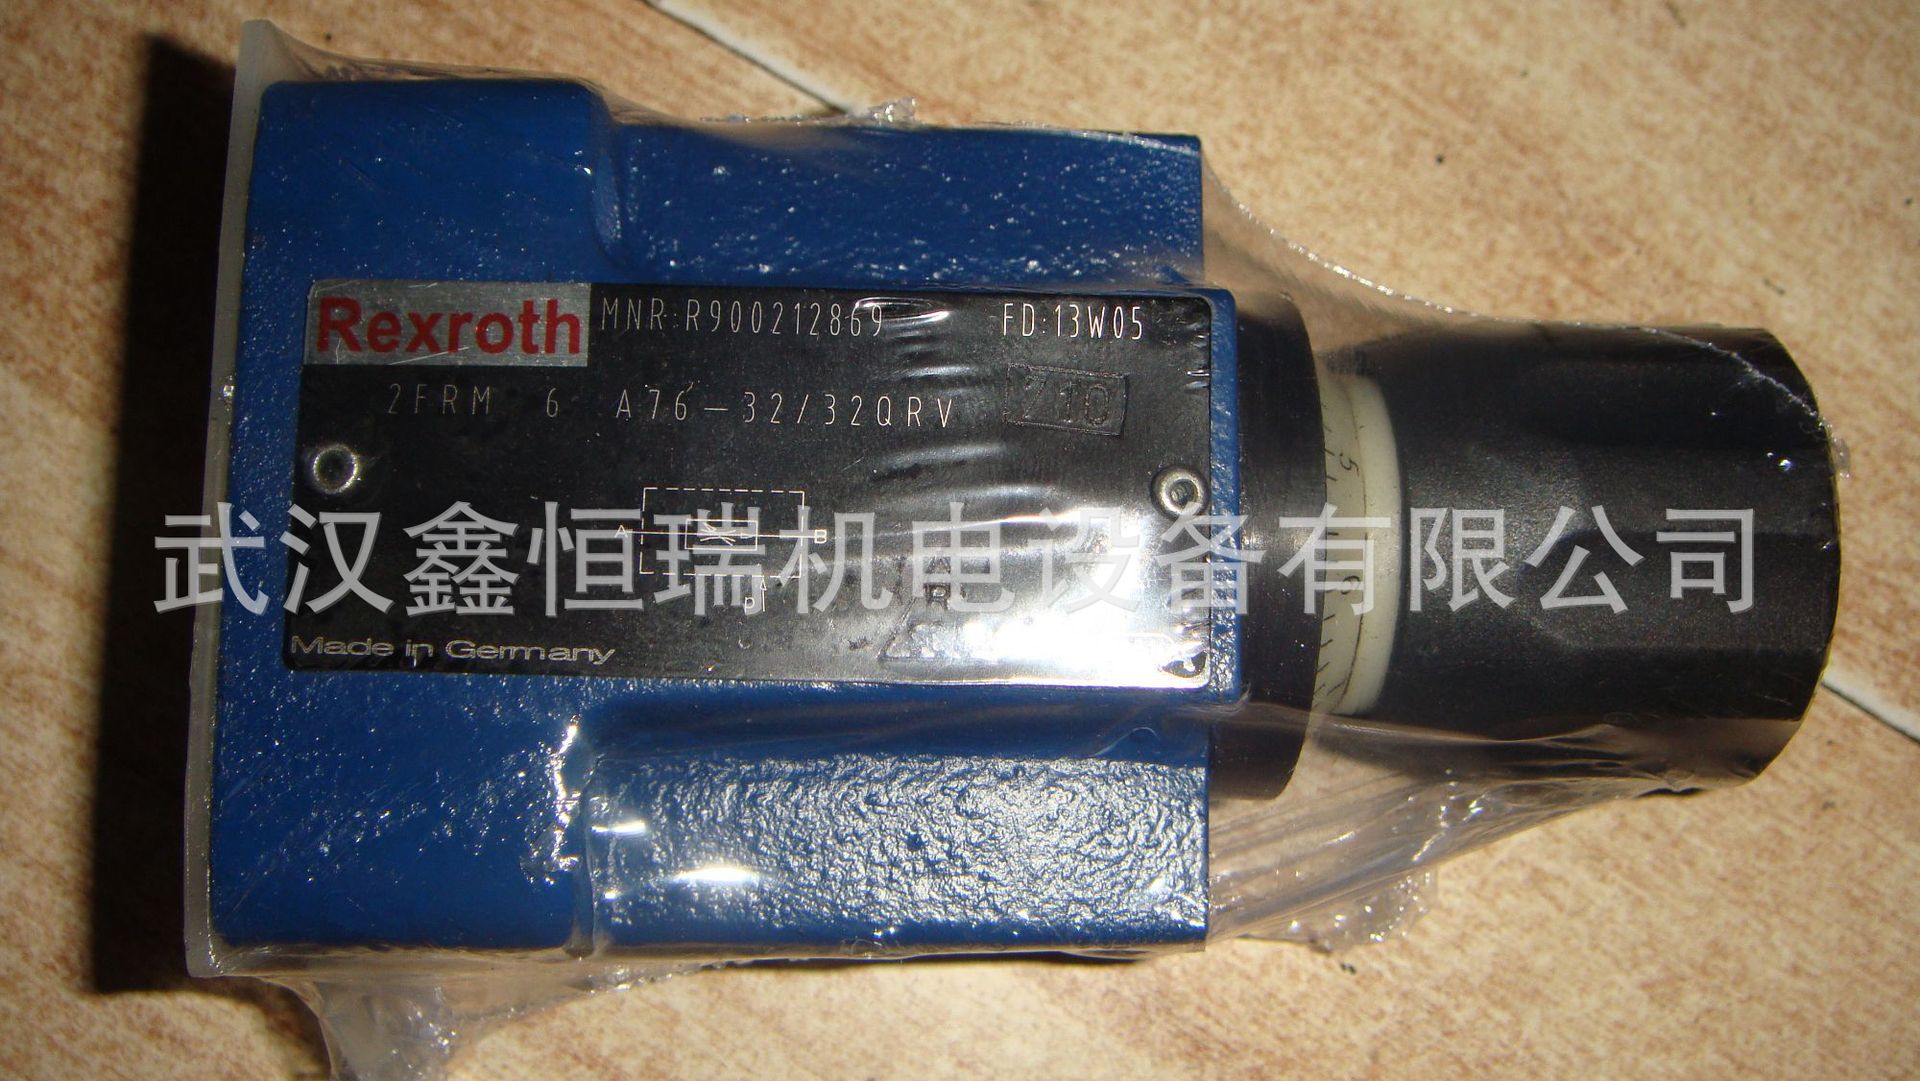 Rexroth MNR:R900212869 FD:13W05
2FRM 6 A76-32/32QRV Z10
A B
P
武汉鑫恒瑞机电设备有限公司
Made in Germany
5